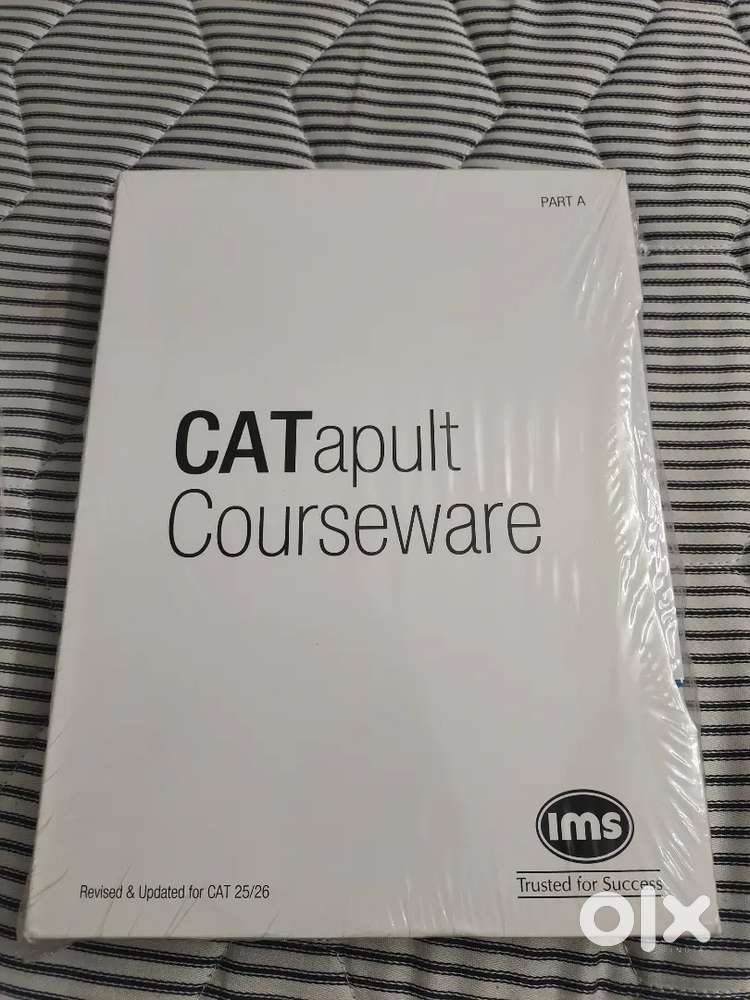 PART A
CATapult
Courseware
ims
Revised & Updated for CAT 25/26
Trusted for Success
olx